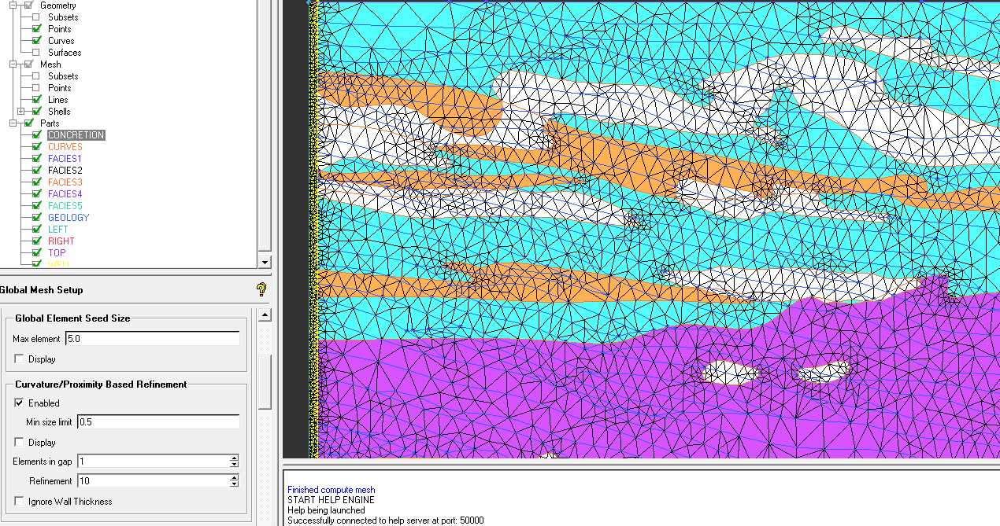 Geometry
Subsets
Points
Curves
Surfaces
Mesh
Subsets
Points
Lines
Shells
Parts
CONCRETION
CURVES
FACIES1
FACIES2
FACIES3
FACIES4
FACIES5
GEOLOGY
LEFT
RIGHT
TOP
WELL
Global Mesh Setup
Global Element Seed Size
Max element 5.0
Display
Curvature/Proximity Based Refinement
Enabled
Min size limit 0.5
Display
Elements in gap 1
Refinement 10
Ignore Wall Thickness
Finished compute mesh
START HELP ENGINE
Help being launched
Successfully connected to help server at port: 50000